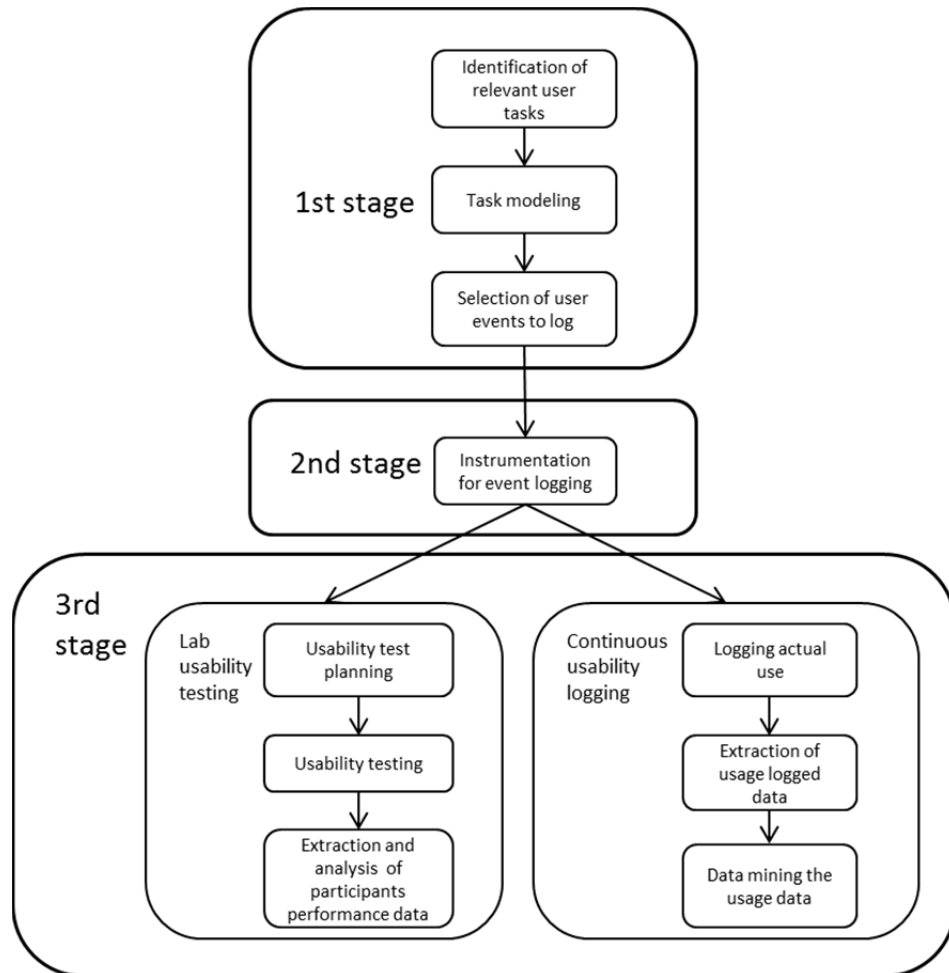 Identification of
relevant user
tasks
1st stage
Task modeling
Selection of user
events to log
2nd stage
Instrumentation
for event logging
3rd
stage
Lab
usability
testing
Usability test
planning
Usability testing
Extraction and
analysis of
participants
performance data
Continuous
usability
logging
Logging actual
use
Extraction of
usage logged
data
Data mining the
usage data